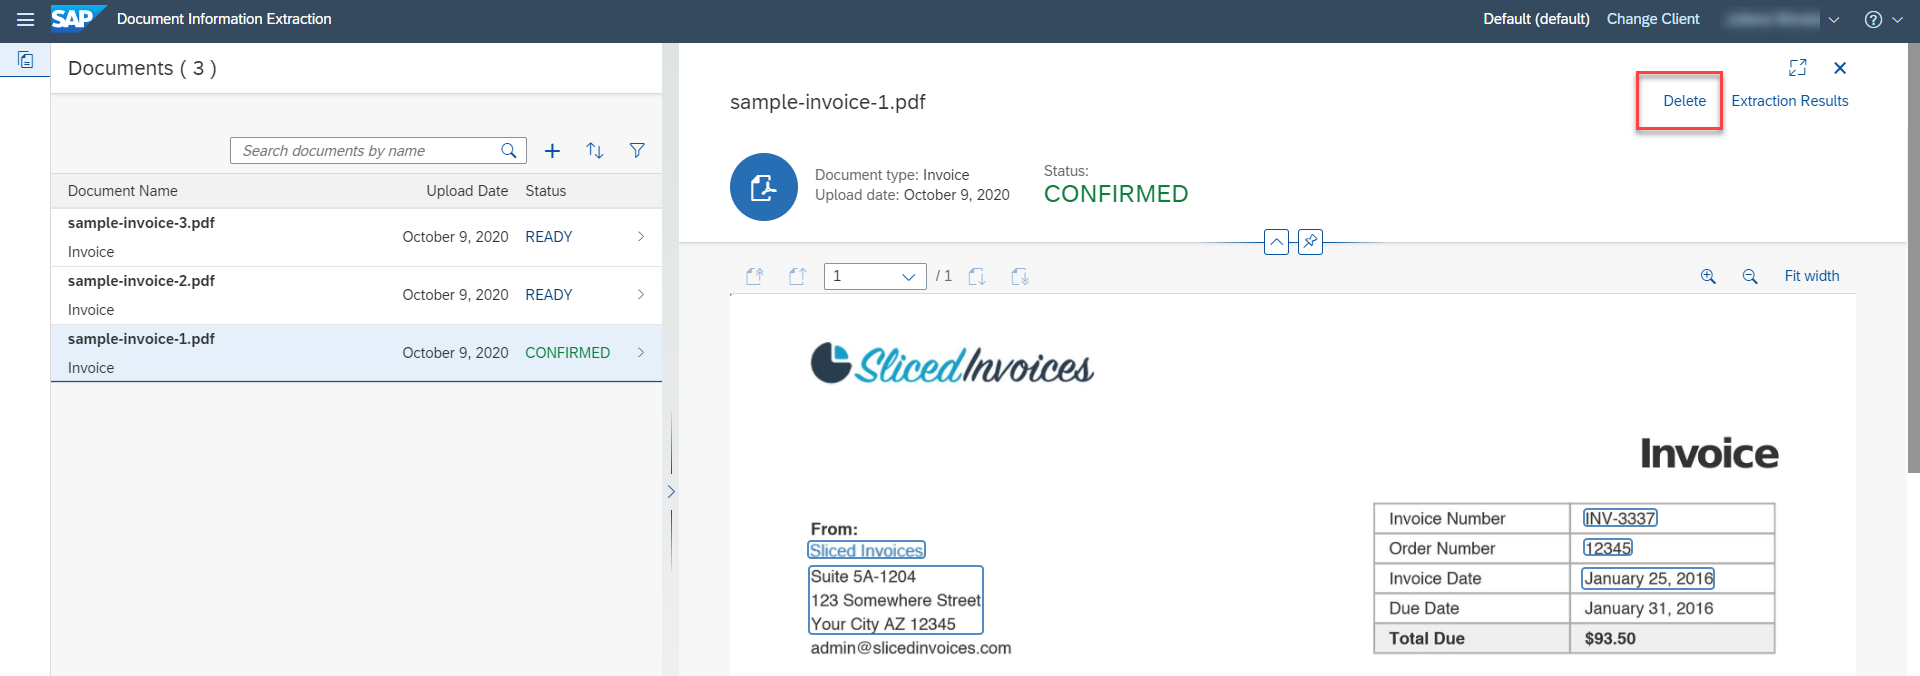 SAP Document Information Extraction
Default (default) Change Client
Documents ( 3 )
Search documents by name
Document Name Upload Date Status
sample-invoice-3.pdf
Invoice
October 9, 2020 READY
sample-invoice-2.pdf
Invoice
October 9, 2020 READY
sample-invoice-1.pdf
Invoice
October 9, 2020 CONFIRMED
sample-invoice-1.pdf
Delete Extraction Results
Document type: Invoice
Upload date: October 9, 2020
Status:
CONFIRMED
1 / 1
Fit width
Sliced Invoices
Invoice
From:
Sliced Invoices
Suite 5A-1204
123 Somewhere Street
Your City AZ 12345
admin@slicedinvoices.com
Invoice Number INV-3337
Order Number 12345
Invoice Date January 25, 2016
Due Date January 31, 2016
Total Due $93.50